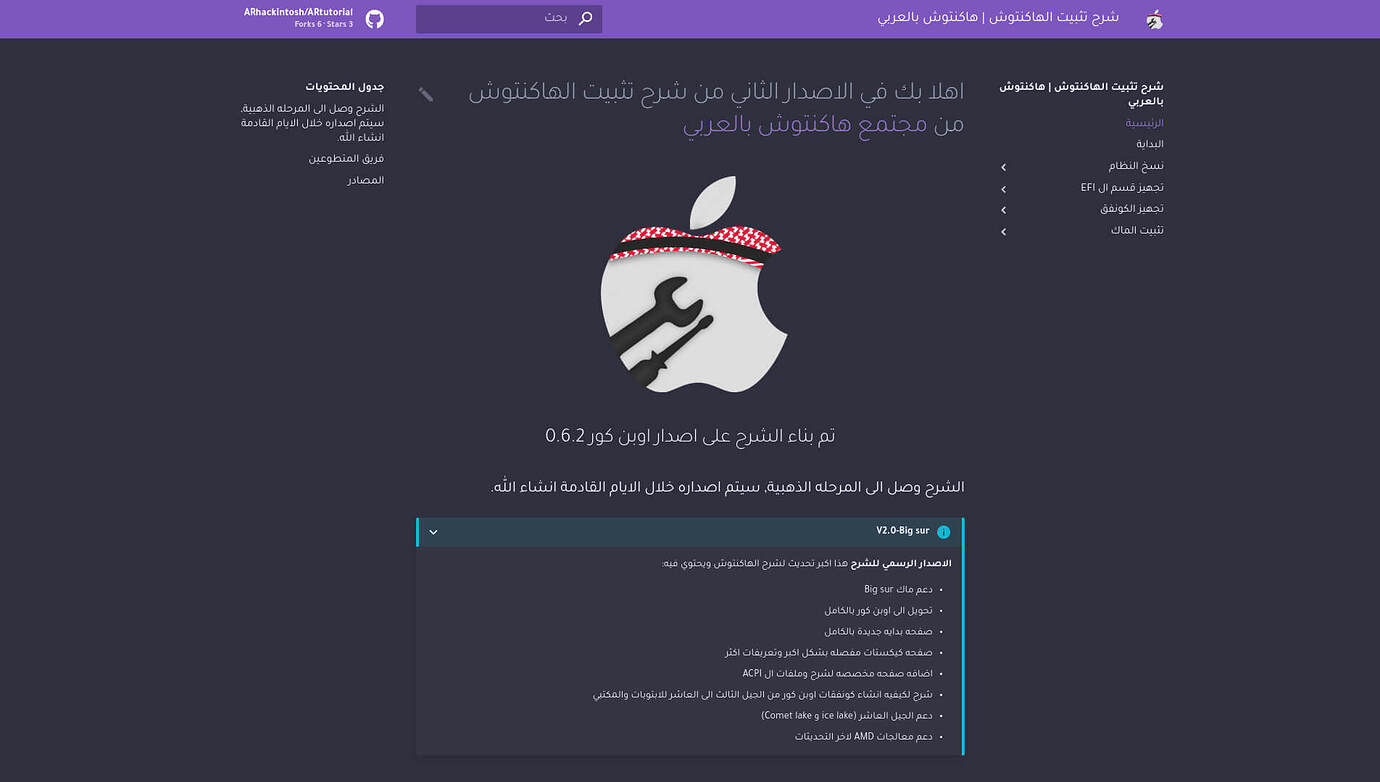 شرح تثبيت الهاكنتوش | هاكنتوش بالعربي
بحث
ARhackIntosh/ARtutorial
3 Stars · 6 Forks
شرح تثبيت الهاكنتوش | هاكنتوش
بالعربي
الرئيسية
البداية
نسخ النظام
تجهيز قسم ال EFI
تجهيز الكونفق
تثبيت الماك
اهلا بك في الاصدار الثاني من شرح تثبيت الهاكنتوش
من مجتمع هاكنتوش بالعربي
تم بناء الشرح على اصدار اوبن كور 0.6.2
الشرح وصل الى المرحله الذهبية, سيتم اصداره خلال الايام القادمة انشاء الله.
V2.0-Big sur
الاصدار الرسمي للشرح هذا اكبر تحديث لشرح الهاكنتوش ويحتوي فيه:
• دعم ماك Big sur
• تحويل الى اوبن كور بالكامل
• صفحه بدايه جديدة بالكامل
• صفحه كيكستات مفصله بشكل اكبر وتعريفات اكثر
• اضافه صفحه مخصصه لشرح وملفات ال ACPI
• شرح لكيفيه انشاء كونفقات اوبن كور من الجيل الثالث الى العاشر للابتوبات والمكتبي
• دعم الجيل العاشر (ice lake و Comet lake)
• دعم معالجات AMD لاخر التحديثات
جدول المحتويات
الشرح وصل الى المرحله الذهبية,
سيتم اصداره خلال الايام القادمة
انشاء الله.
فريق المتطوعين
المصادر